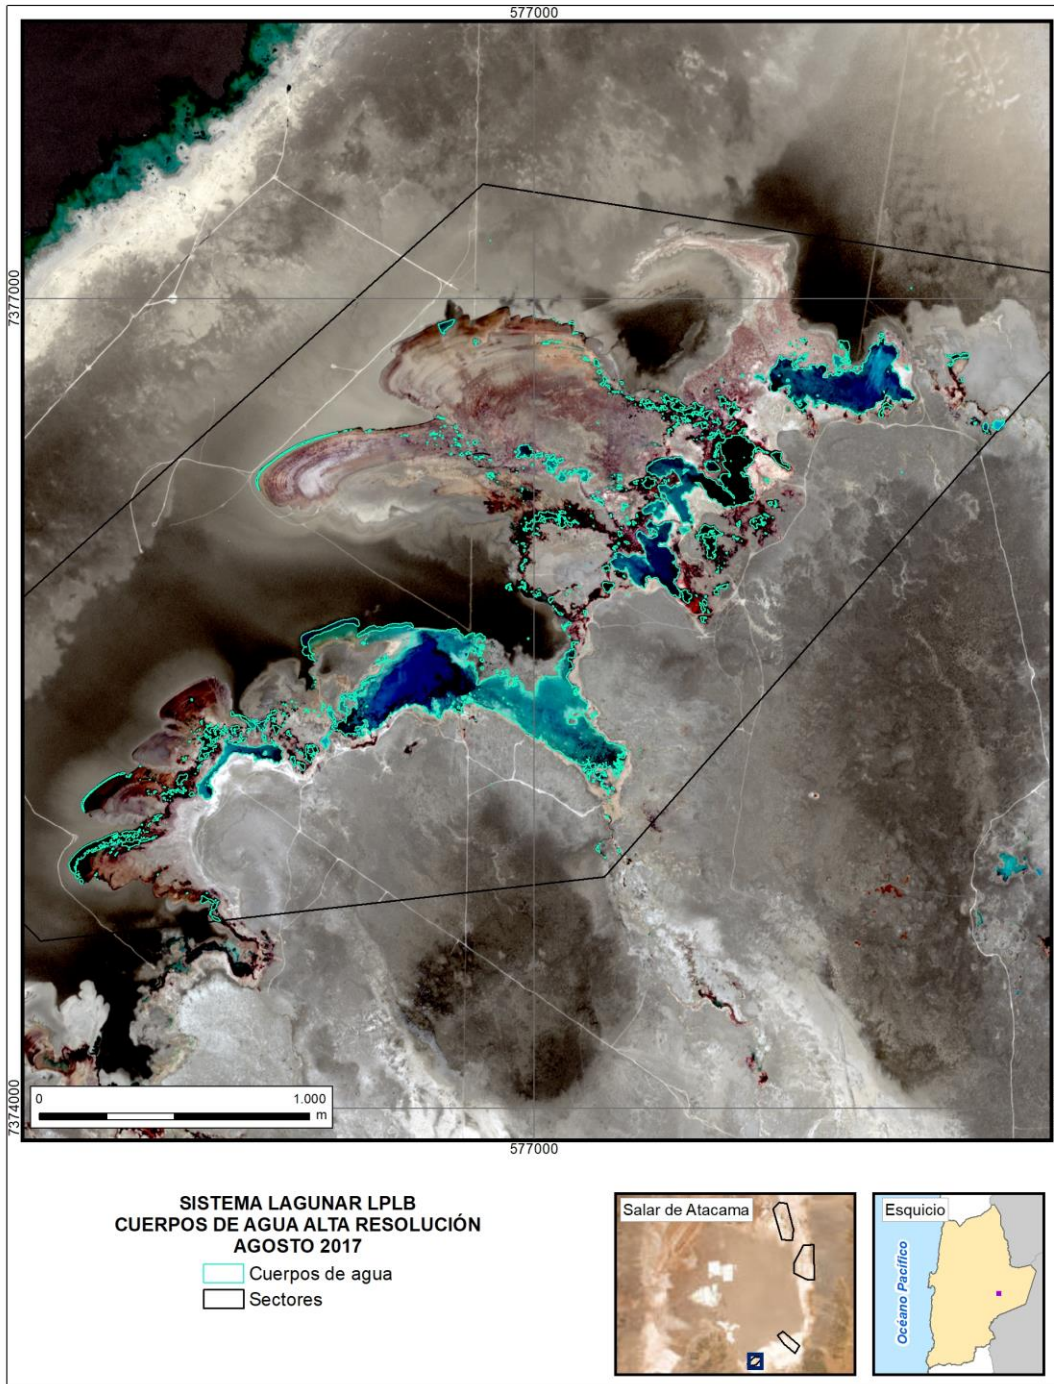 577000
7377000
7374000
0 1.000
m
577000
SISTEMA LAGUNAR LPLB
CUERPOS DE AGUA ALTA RESOLUCIÓN
AGOSTO 2017
Cuerpos de agua
Sectores
Salar de Atacama
Esquicio
Océano Pacífico